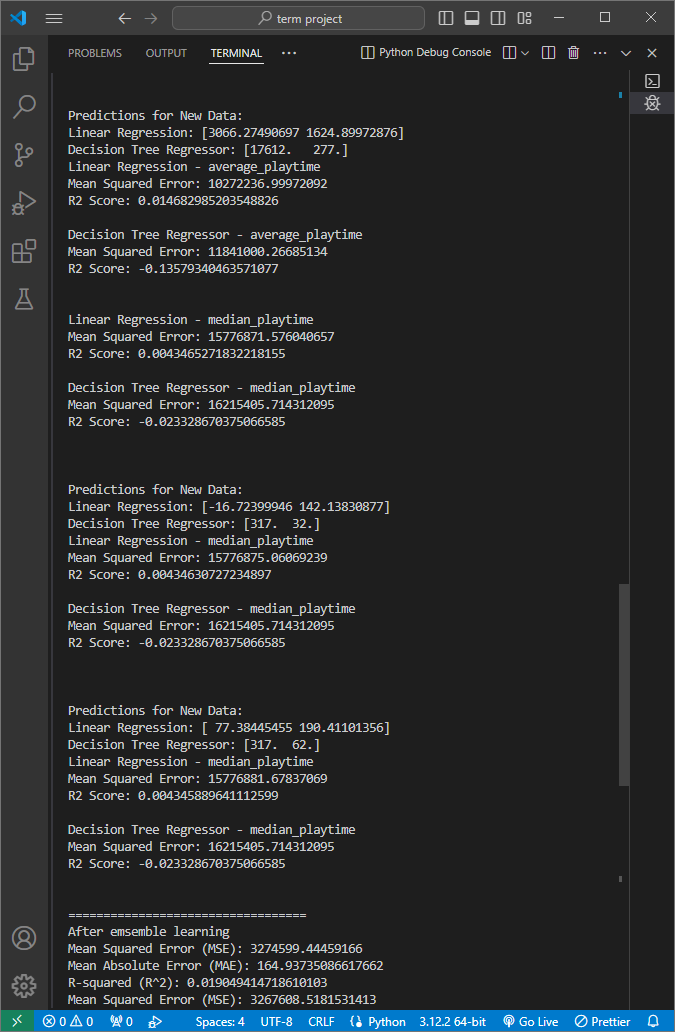 term project
PROBLEMS OUTPUT TERMINAL ··· Python Debug Console
Predictions for New Data:
Linear Regression: [3066.27490697 1624.89972876]
Decision Tree Regressor: [17612.   277.]
Linear Regression - average_playtime
Mean Squared Error: 10272236.99972092
R2 Score: 0.014682985203548826
Decision Tree Regressor - average_playtime
Mean Squared Error: 11841000.26685134
R2 Score: -0.13579340463571077
Linear Regression - median_playtime
Mean Squared Error: 15776871.576040657
R2 Score: 0.0043465271832218155
Decision Tree Regressor - median_playtime
Mean Squared Error: 16215405.714312095
R2 Score: -0.023328670375066585
Predictions for New Data:
Linear Regression: [-16.72399946 142.13830877]
Decision Tree Regressor: [317.  32.]
Linear Regression - median_playtime
Mean Squared Error: 15776875.06069239
R2 Score: 0.00434630727234897
Decision Tree Regressor - median_playtime
Mean Squared Error: 16215405.714312095
R2 Score: -0.023328670375066585
Predictions for New Data:
Linear Regression: [ 77.38445455 190.41101356]
Decision Tree Regressor: [317.  62.]
Linear Regression - median_playtime
Mean Squared Error: 15776881.67837069
R2 Score: 0.004345889641112599
Decision Tree Regressor - median_playtime
Mean Squared Error: 16215405.714312095
R2 Score: -0.023328670375066585
==================================
After emsemble learning
Mean Squared Error (MSE): 3274599.44459166
Mean Absolute Error (MAE): 164.93735086617662
R-squared (R^2): 0.019049414718610103
Mean Squared Error (MSE): 3267608.5181531413
0 0 0 Spaces: 4 UTF-8 CRLF Python 3.12.2 64-bit Go Live Prettier